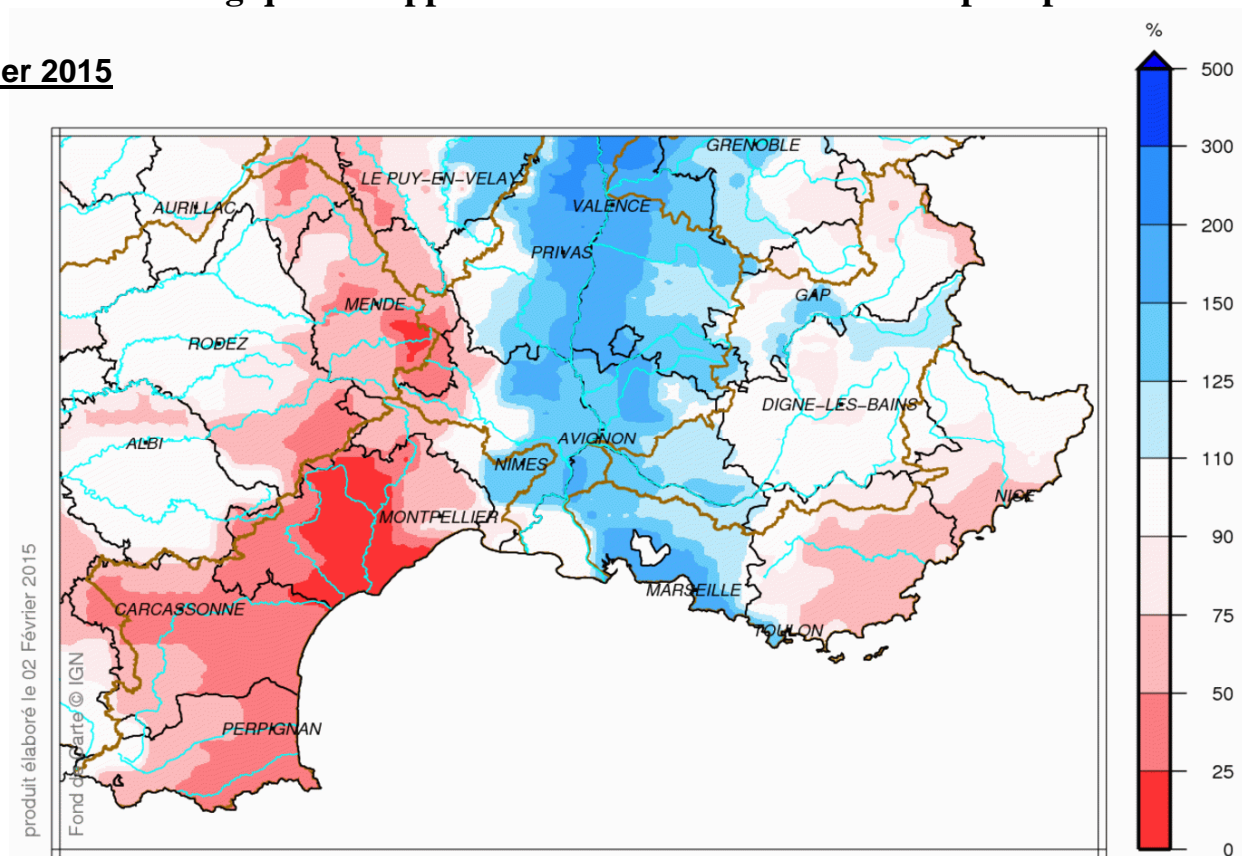 er 2015
%
500
300
200
150
125
110
90
75
50
25
0
GRENOBLE
LE PUY-EN-VELAY
AURILLAC
VALENCE
PRIVAS
GAP
MENDE
RODEZ
DIGNE-LES-BAINS
ALBI
AVIGNON
NIMES
NICE
MONTPELLIER
MARSEILLE
CARCASSONNE
TOULON
PERPIGNAN
produit élaboré le 02 Février 2015
Fond de Carte © IGN